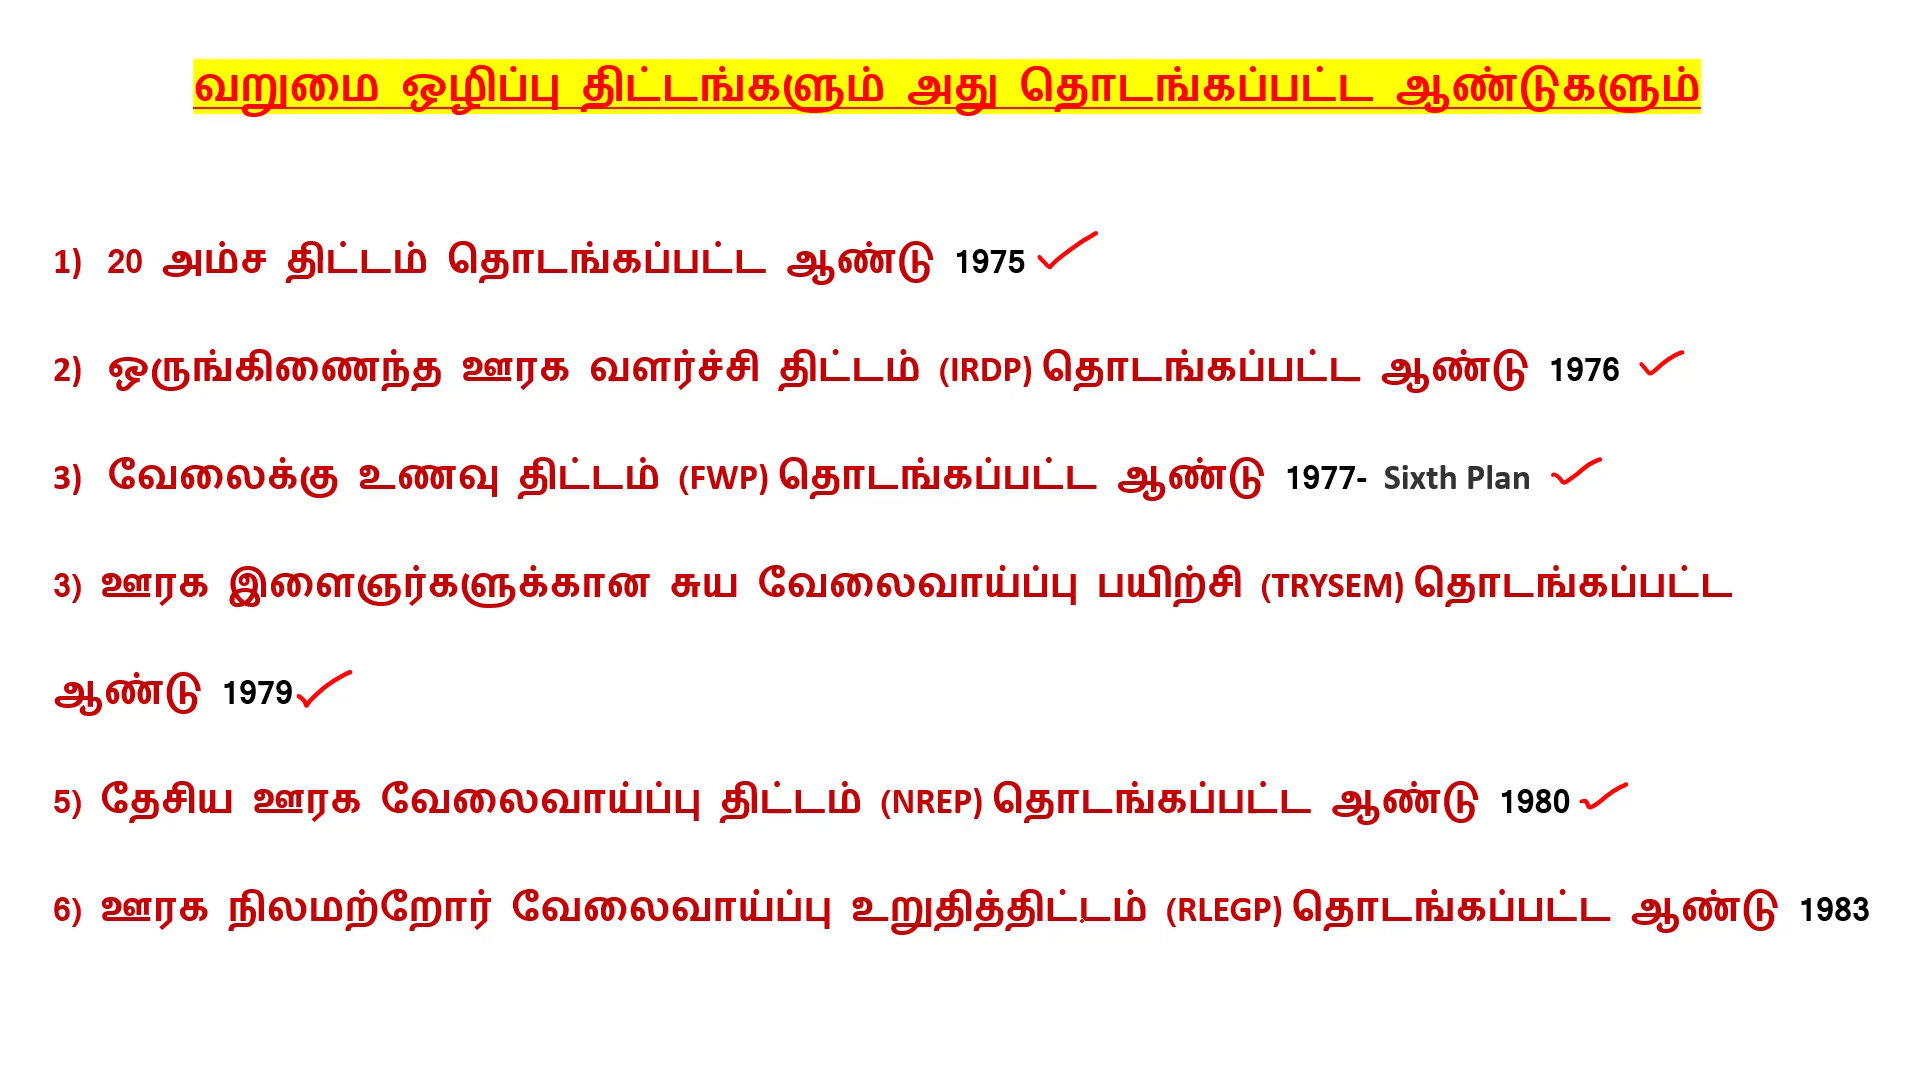 வறுமை ஒழிப்பு திட்டங்களும் அது தொடங்கப்பட்ட ஆண்டுகளும்
1) 20 அம்ச திட்டம் தொடங்கப்பட்ட ஆண்டு 1975
2) ஒருங்கிணைந்த ஊரக வளர்ச்சி திட்டம் (IRDP) தொடங்கப்பட்ட ஆண்டு 1976
3) வேலைக்கு உணவு திட்டம் (FWP) தொடங்கப்பட்ட ஆண்டு 1977- Sixth Plan
3) ஊரக இளைஞர்களுக்கான சுய வேலைவாய்ப்பு பயிற்சி (TRYSEM) தொடங்கப்பட்ட
ஆண்டு 1979
5) தேசிய ஊரக வேலைவாய்ப்பு திட்டம் (NREP) தொடங்கப்பட்ட ஆண்டு 1980
6) ஊரக நிலமற்றோர் வேலைவாய்ப்பு உறுதித்திட்டம் (RLEGP) தொடங்கப்பட்ட ஆண்டு 1983